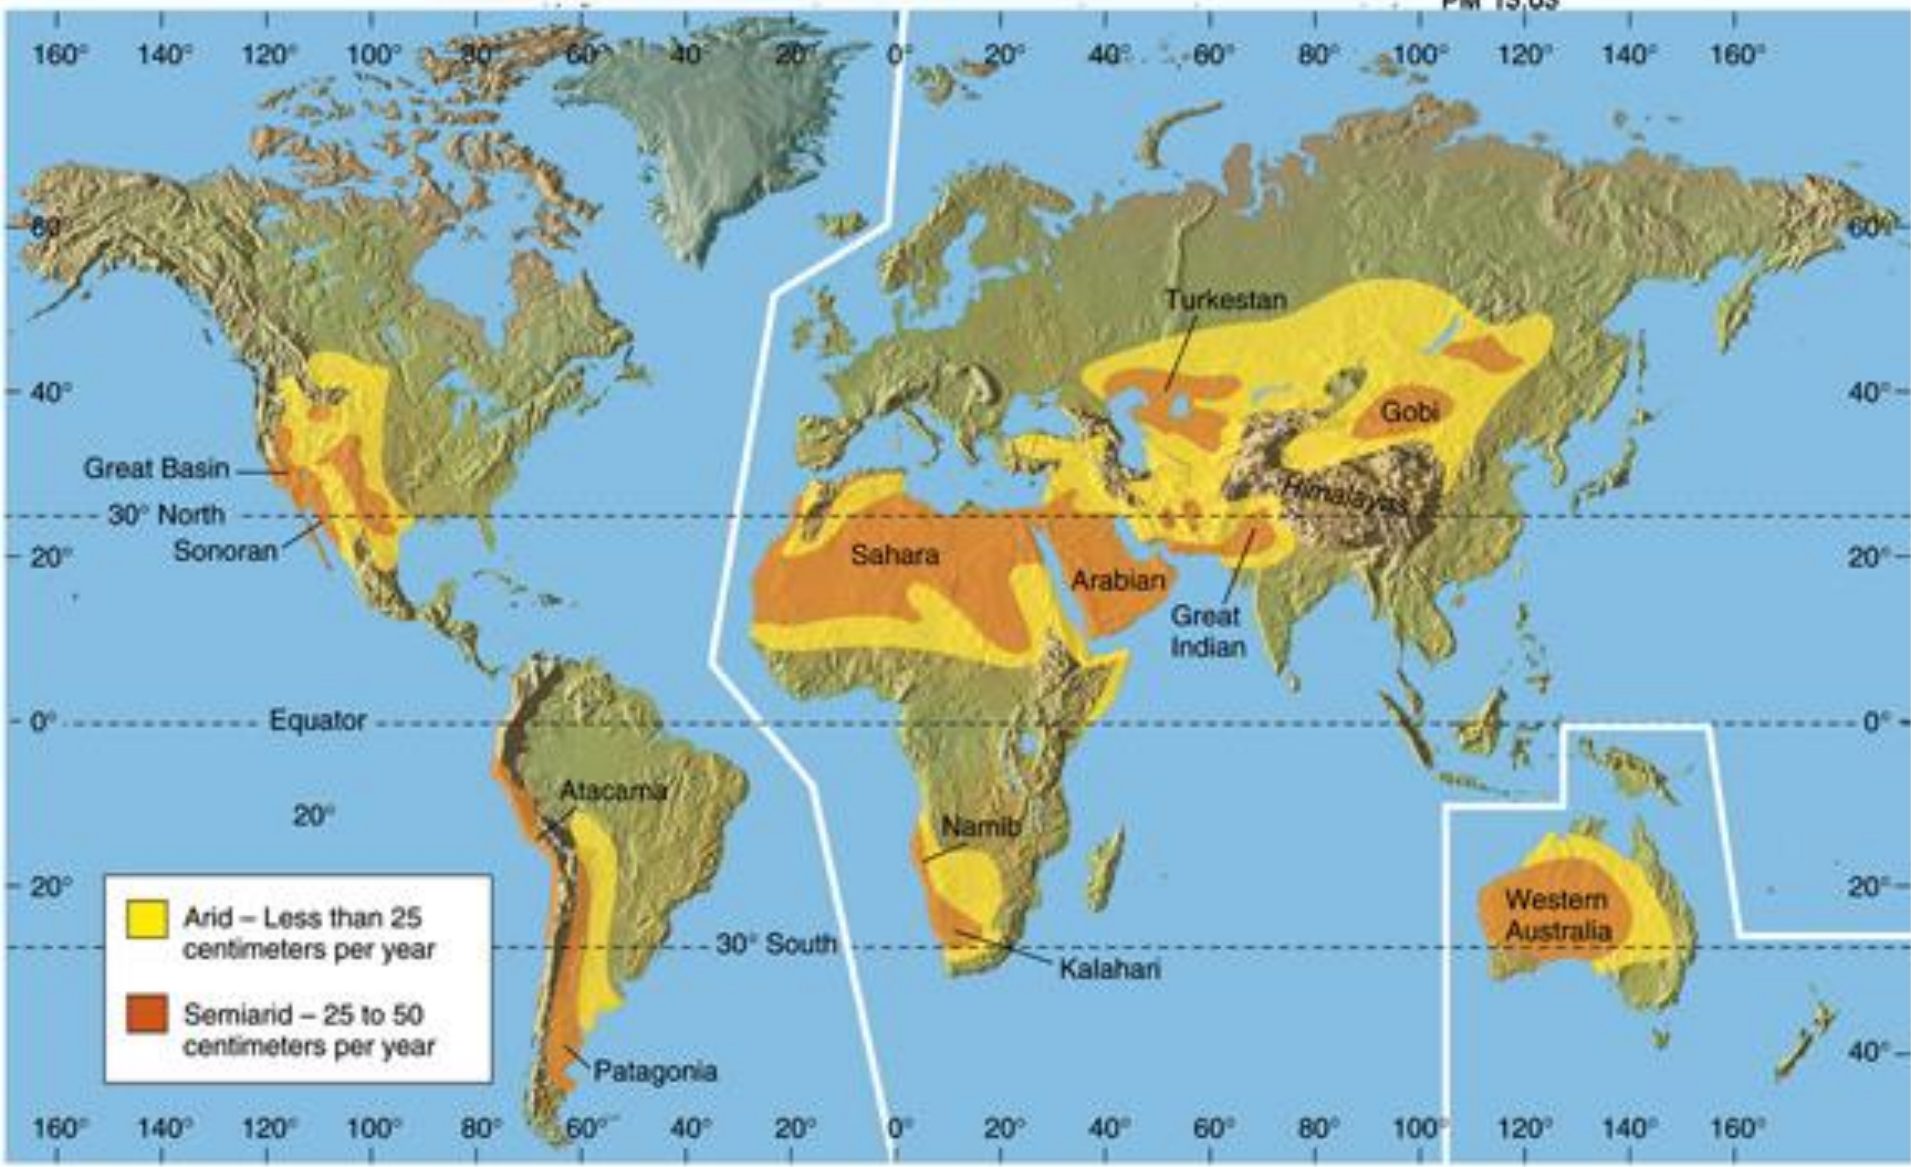 PM 15:09
160° 140° 120° 100° 80° 60° 40° 20° 0° 20° 40° 60° 80° 100° 120° 140° 160°
60° 60°
Turkestan
40° 40°
Gobi
Great Basin
Himalayas
30° North
Sonoran
20° 20°
Sahara
Arabian
Great
Indian
0° Equator 0°
Atacama
20°
Namib
20° 20°
Western
Australia
30° South
Kalahari
Arid – Less than 25
centimeters per year
Semiarid – 25 to 50
centimeters per year
40°
Patagonia
160° 140° 120° 100° 80° 60° 40° 20° 0° 20° 40° 60° 80° 100° 120° 140° 160°